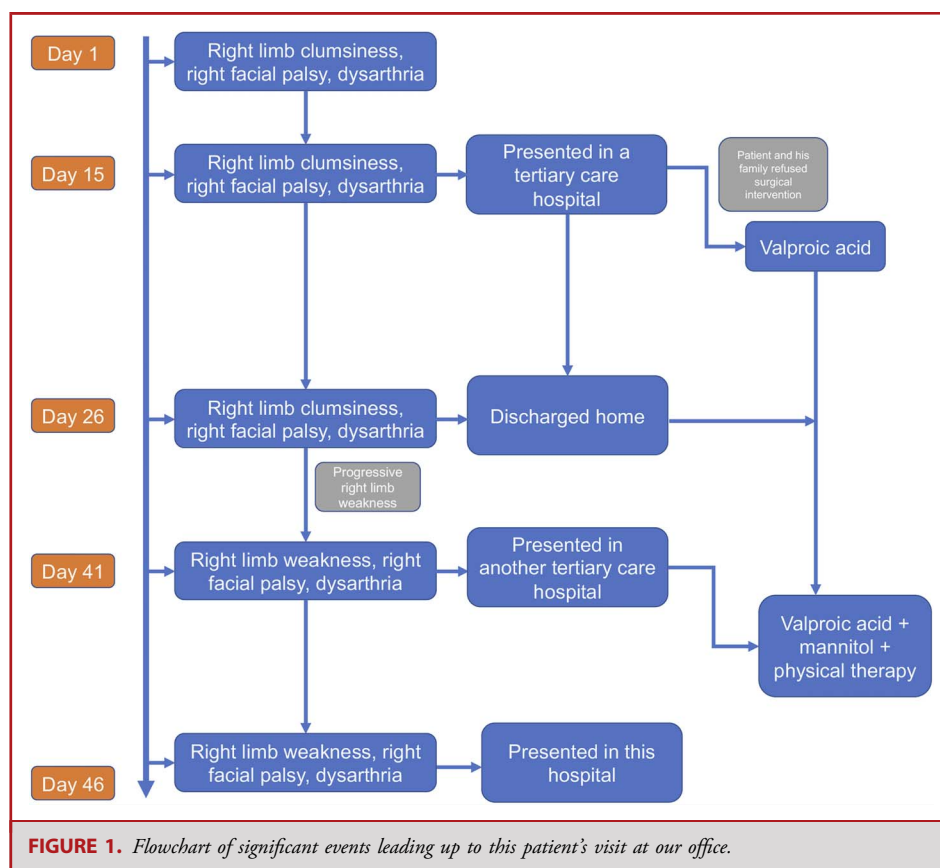 Day 1
Right limb clumsiness,
right facial palsy, dysarthria
Day 15
Right limb clumsiness,
right facial palsy, dysarthria
Presented in a
tertiary care
hospital
Patient and his
family refused
surgical
intervention
Valproic acid
Day 26
Right limb clumsiness,
right facial palsy, dysarthria
Discharged home
Progressive
right limb
weakness
Day 41
Right limb weakness, right
facial palsy, dysarthria
Presented in
another tertiary care
hospital
Valproic acid +
mannitol +
physical therapy
Day 46
Right limb weakness, right
facial palsy, dysarthria
Presented in this
hospital
FIGURE 1. Flowchart of significant events leading up to this patient's visit at our office.